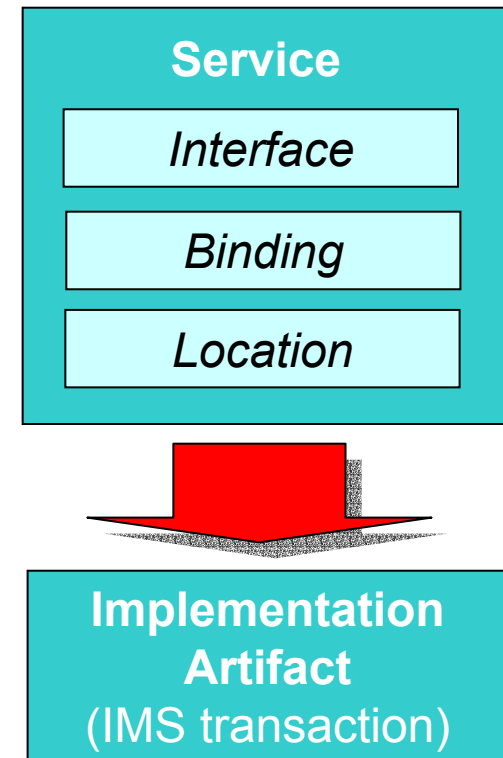 Service
Interface
Binding
Location
Implementation
Artifact
(IMS transaction)